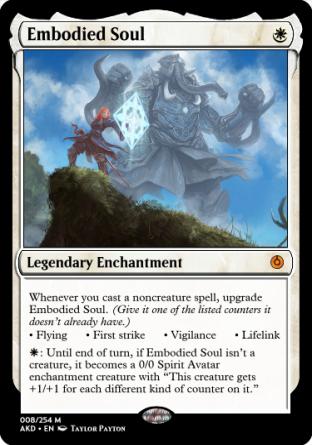 Embodied Soul
Legendary Enchantment
Whenever you cast a noncreature spell, upgrade
Embodied Soul. (Give it one of the listed counters it
doesn't already have.)
• Flying • First strike • Vigilance • Lifelink
: Until end of turn, if Embodied Soul isn't a
creature, it becomes a 0/0 Spirit Avatar
enchantment creature with “This creature gets
+1/+1 for each different kind of counter on it.”
008/254 M
AKD • EN TAYLOR PAYTON